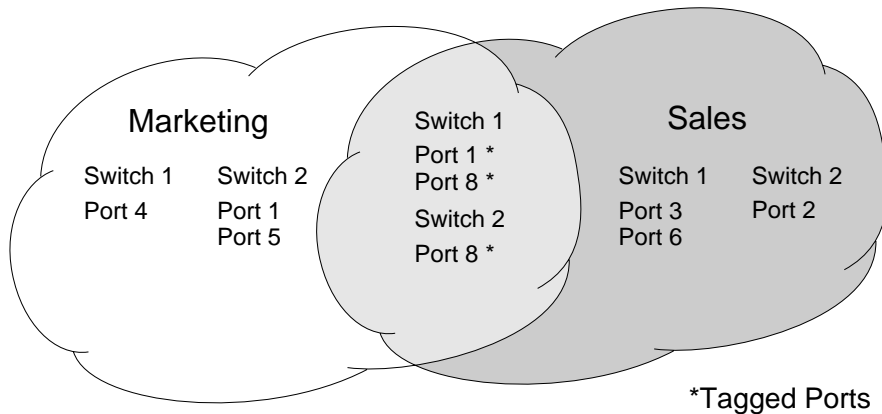 Marketing
Switch 1
Port 4
Switch 2
Port 1
Port 5
Switch 1
Port 1 *
Port 8 *
Switch 2
Port 8 *
Sales
Switch 1
Port 3
Port 6
Switch 2
Port 2
*Tagged Ports